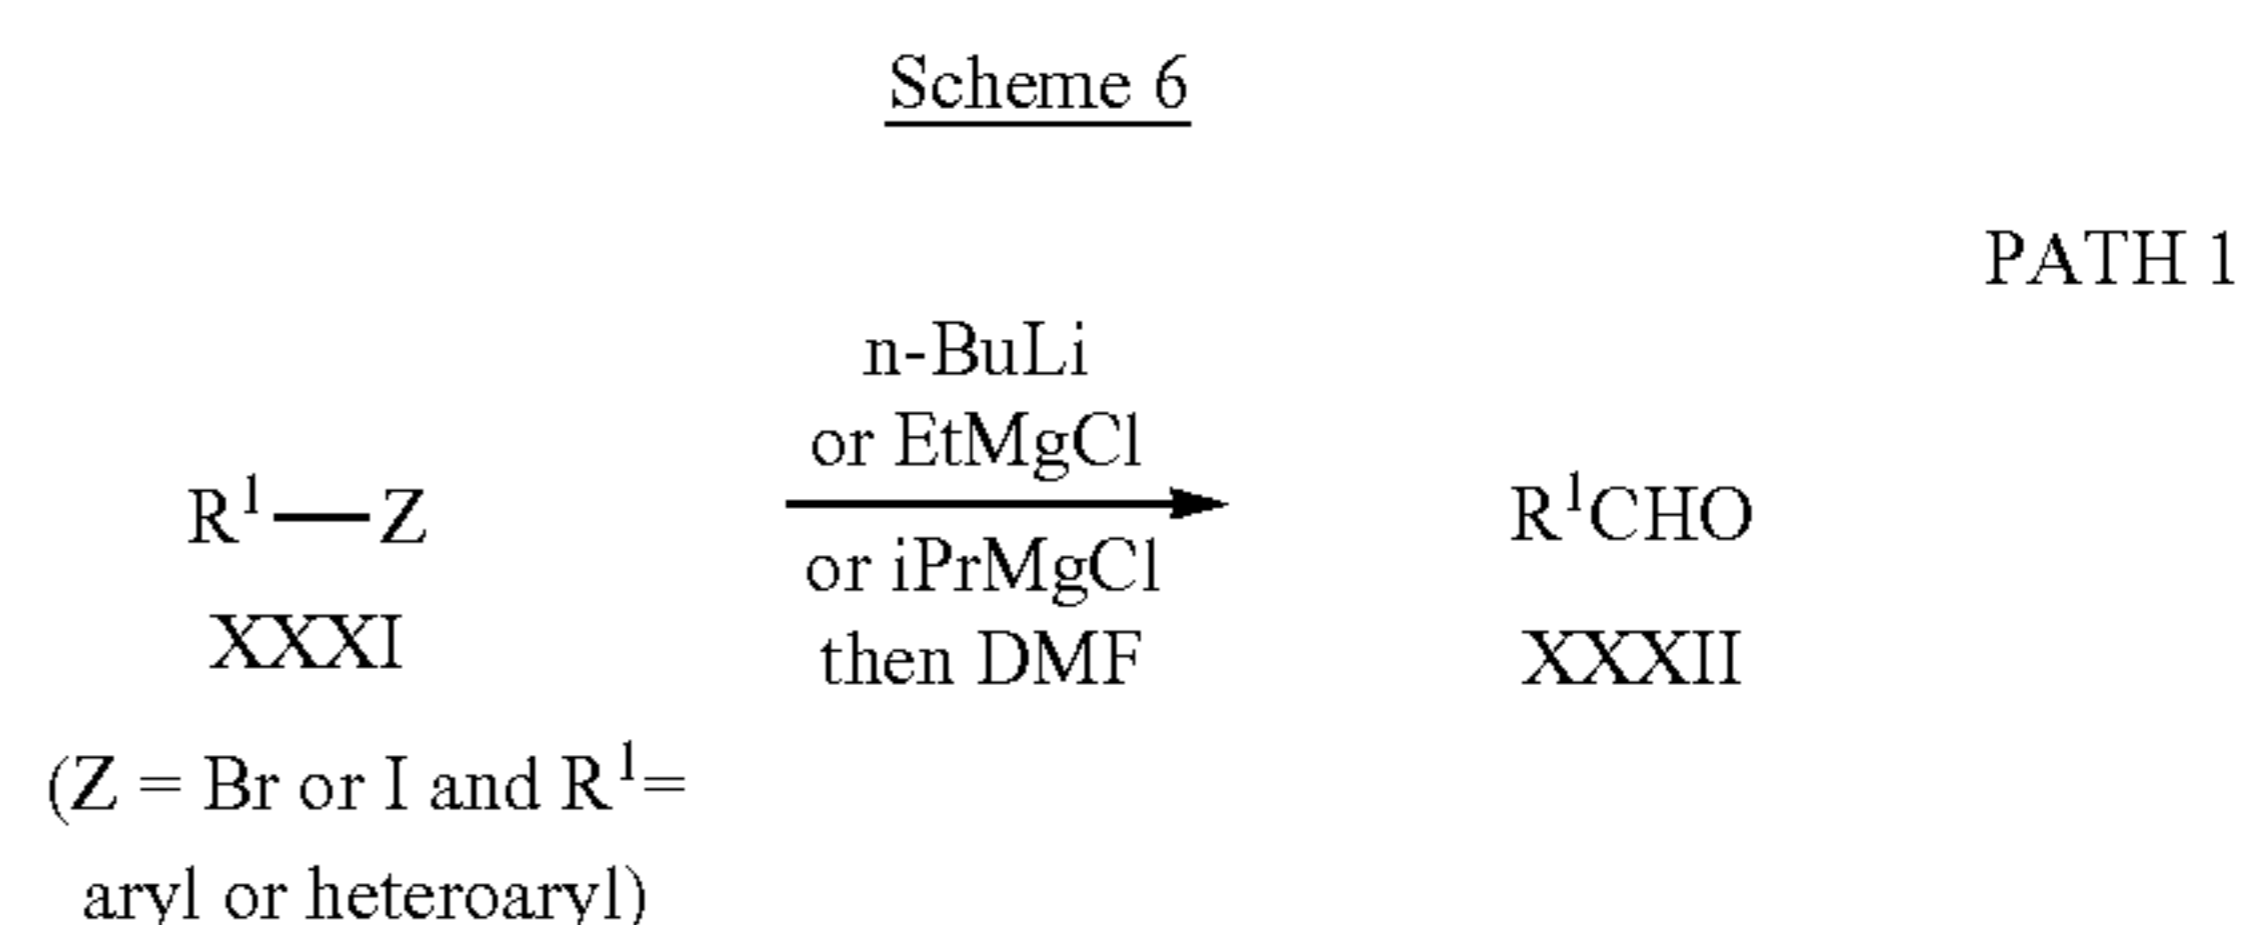 Scheme 6
PATH 1
n-BuLi
or EtMgCl
R¹—Z
R¹CHO
or iPrMgCl
then DMF
XXXI
XXXII
(Z = Br or I and R¹=
aryl or heteroaryl)